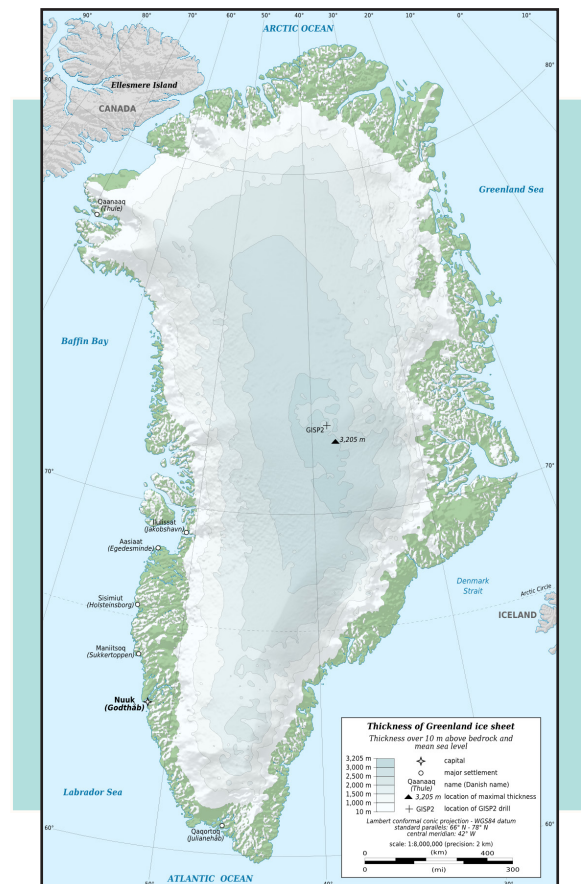 90°
80°
70°
60°
50°
40°
30°
20°
10°
0°
10°
ARCTIC OCEAN
80°
80°
Ellesmere Island
CANADA
Greenland Sea
Qaanaaq
(Thule)
Baffin Bay
GISP2
3,205 m
70°
70°
Ilulissat
(Jakobshavn)
Aasiaat
(Egedesminde)
Denmark
Strait
Arctic Circle
ICELAND
Sisimiut
(Holsteinsborg)
Maniitsoq
(Sukkertoppen)
Nuuk
(Godthåb)
Labrador Sea
60°
60°
Qaqortoq
(Julianehåb)
ATLANTIC OCEAN
50°
40°
30°
Thickness of Greenland ice sheet
Thickness over 10 m above bedrock and
mean sea level
3,205 m
3,000 m
2,500 m
2,000 m
1,500 m
1,000 m
10 m
capital
major settlement
Qaanaaq
(Thule)
name (Danish name)
3,205 m location of maximal thickness
GISP2 location of GISP2 drill
Lambert conformal conic projection - WGS84 datum
standard parallels: 66° N - 78° N
central meridian: 42° W
scale: 1:8,000,000 (precision: 2 km)
0 (km) 400
0 (mi) 300